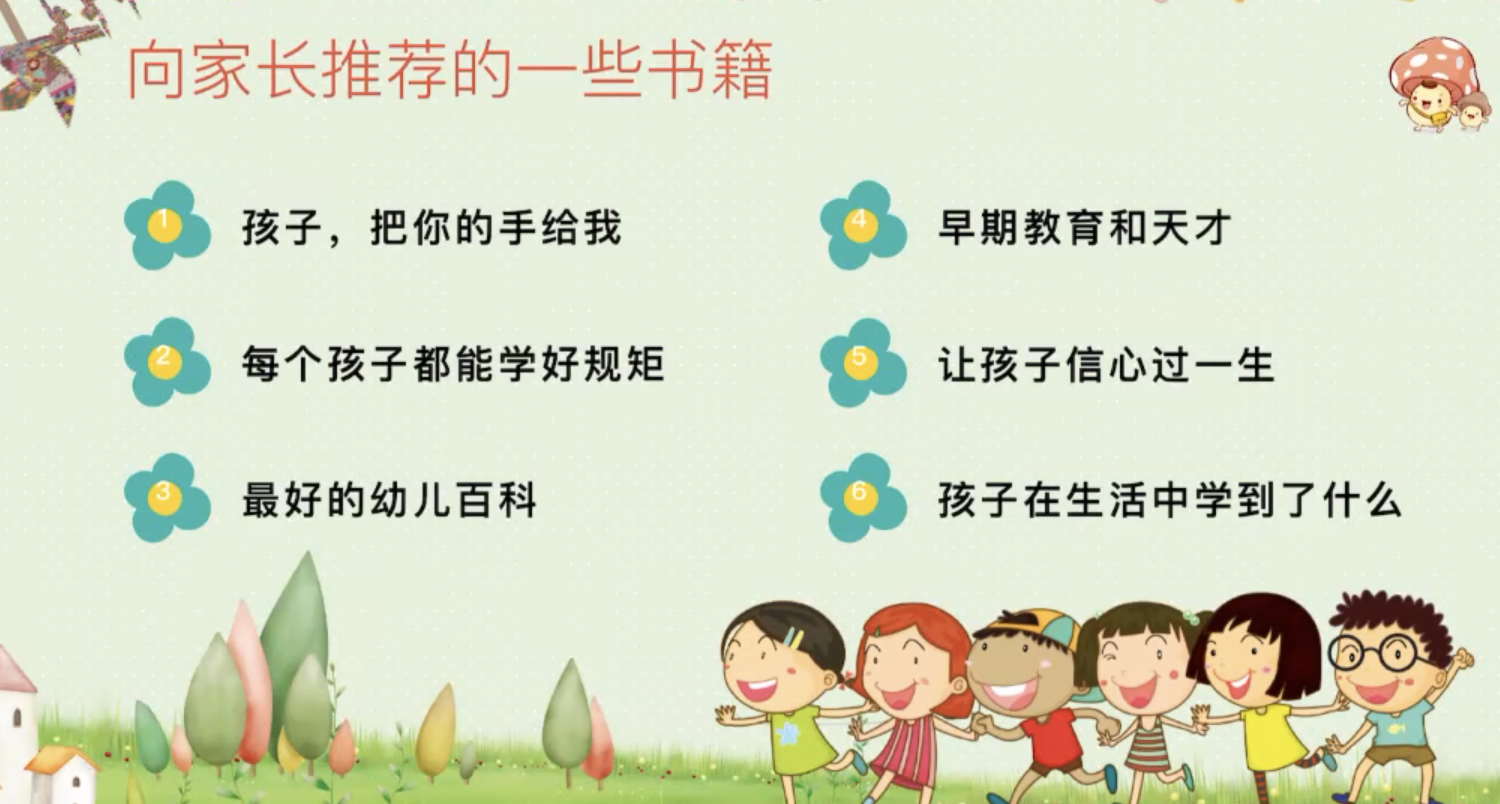 向家长推荐的一些书籍
1 孩子，把你的手给我
2 每个孩子都能学好规矩
3 最好的幼儿百科
4 早期教育和天才
5 让孩子信心过一生
6 孩子在生活中学到了什么